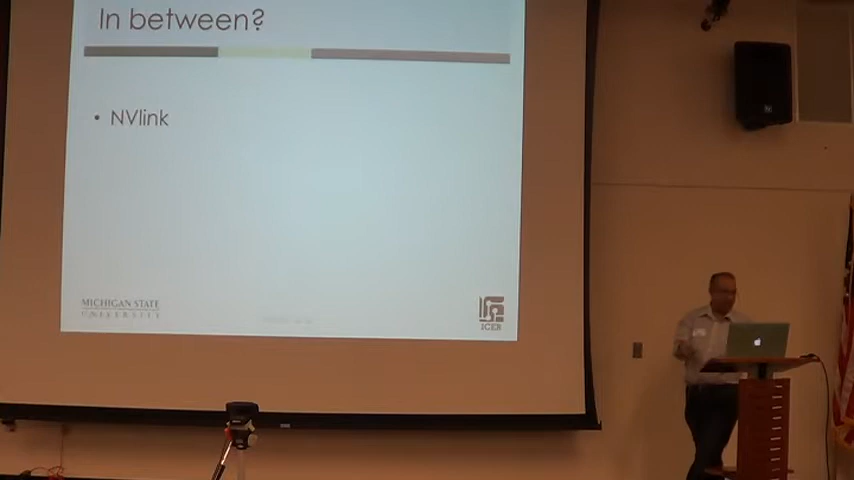 In between?
• NVlink
MICHIGAN STATE
UNIVERSITY
ICER